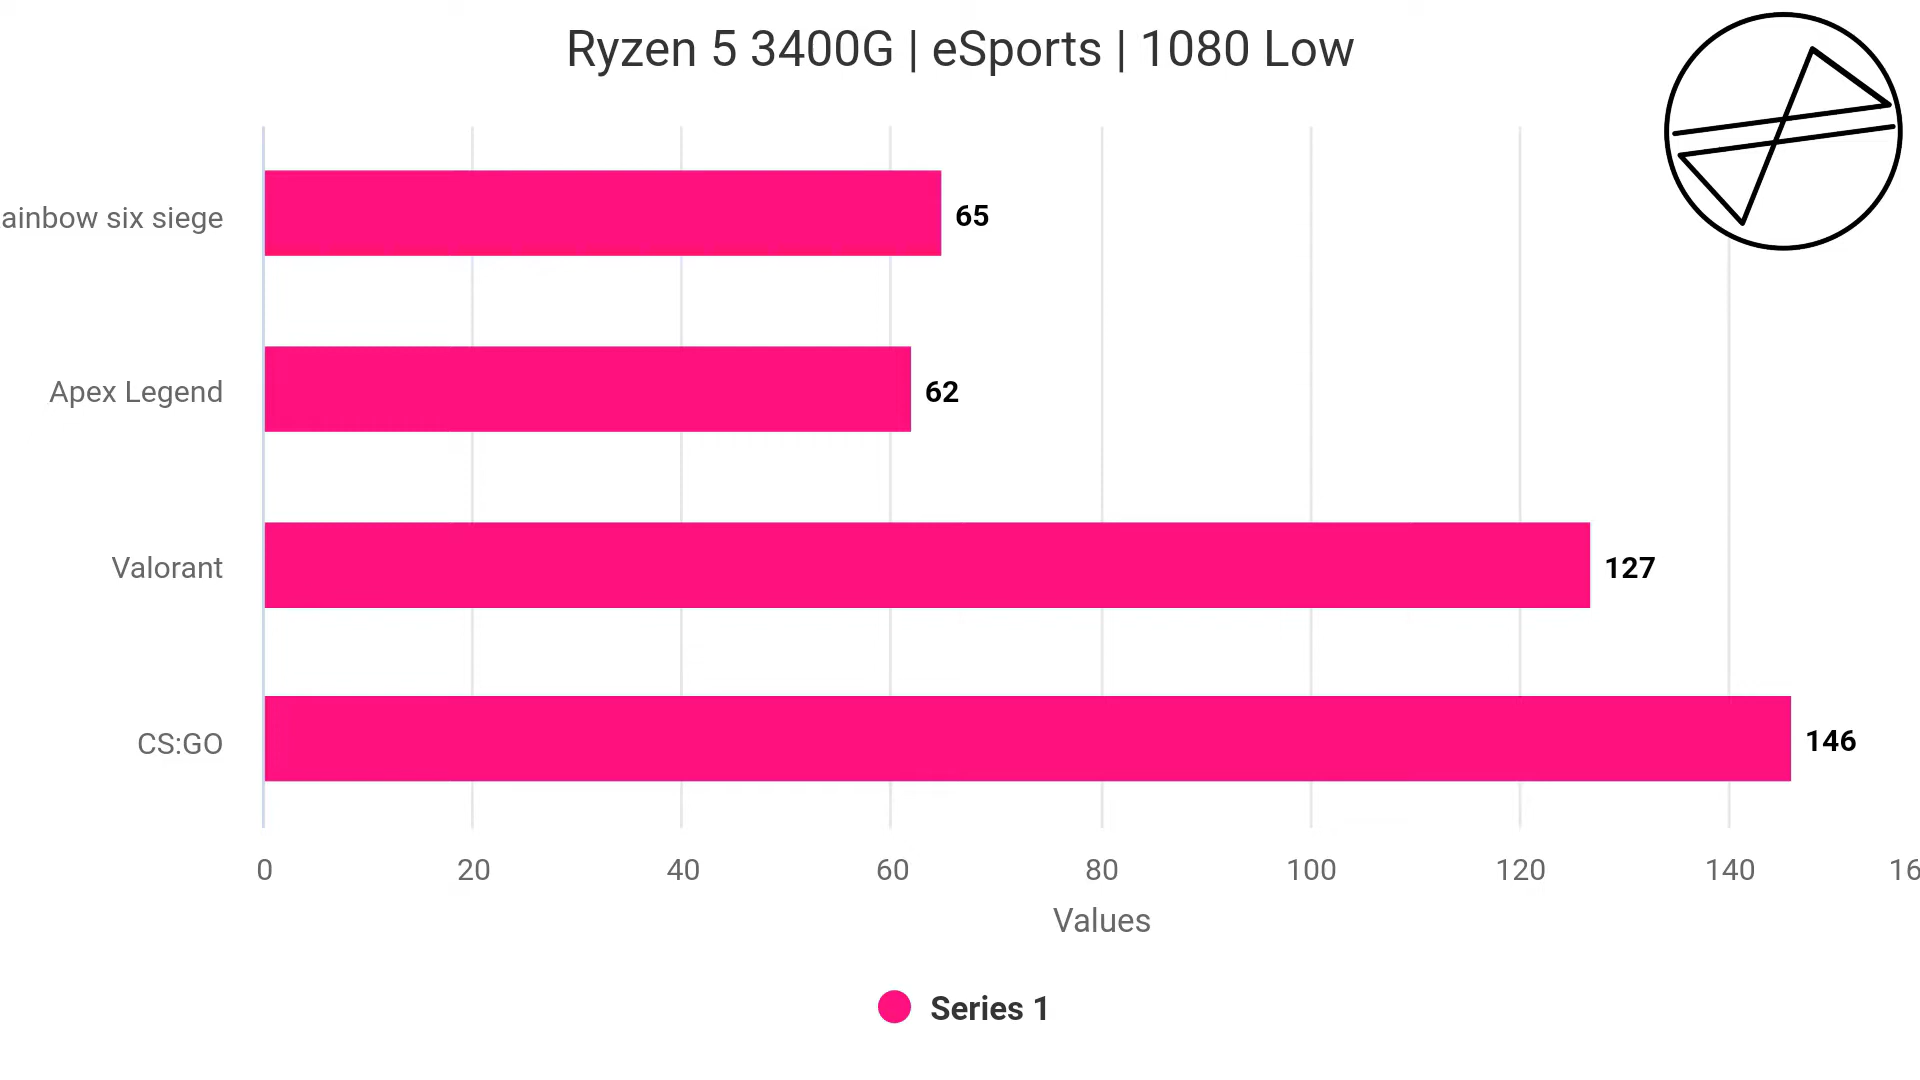 Ryzen 5 3400G | eSports | 1080 Low
ainbow six siege
65
Apex Legend
62
Valorant
127
CS:GO
146
0 20 40 60 80 100 120 140 16
Values
Series 1